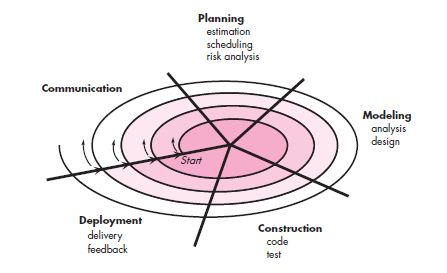 Planning
estimation
scheduling
risk analysis
Communication
Modeling
analysis
design
Start
Deployment
delivery
feedback
Construction
code
test